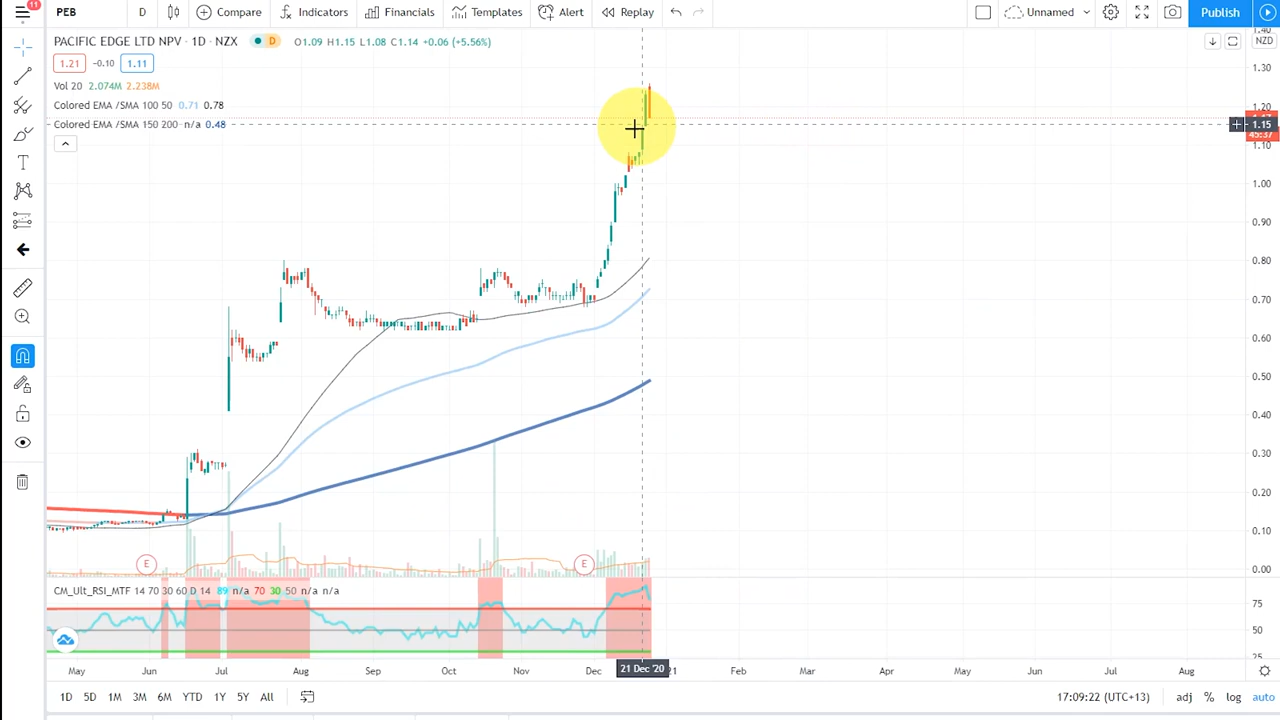 11
PEB
D
Compare
Indicators
Financials
Templates
Alert
Replay
Unnamed
Publish
PACIFIC EDGE LTD NPV · 1D · NZX
D
O1.09 H1.15 L1.08 C1.14 +0.06 (+5.56%)
NZD
1.21
-0.10
1.11
Vol 20 2.074M 2.238M
Colored EMA /SMA 100 50 0.71 0.78
Colored EMA /SMA 150 200 n/a 0.48
1.40
1.30
1.20
1.15
45:37
1.10
1.00
0.90
0.80
0.70
0.60
0.50
0.40
0.30
0.20
0.10
0.00
E
E
CM_Ult_RSI_MTF 14 70 30 60 D 14 89 n/a 70 30 50 n/a n/a
75
50
25
May
Jun
Jul
Aug
Sep
Oct
Nov
Dec
21 Dec '20
21
Feb
Mar
Apr
May
Jun
Jul
Aug
1D
5D
1M
3M
6M
YTD
1Y
5Y
All
17:09:22 (UTC+13)
adj
%
log
auto